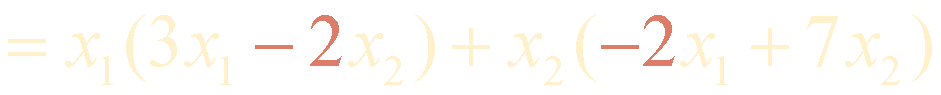 = x₁(3x₁ − 2x₂) + x₂(−2x₁ + 7x₂)